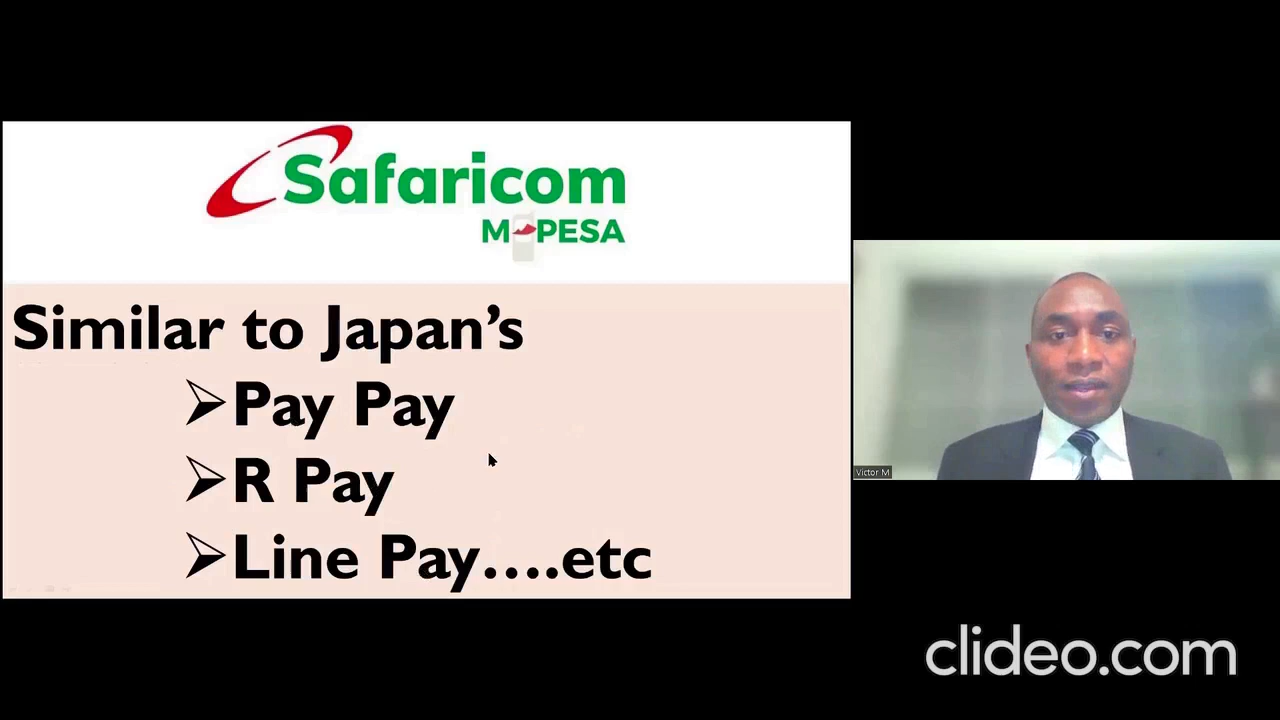 Safaricom
M-PESA
Similar to Japan’s
➢Pay Pay
➢R Pay
➢Line Pay….etc
Victor M
clideo.com